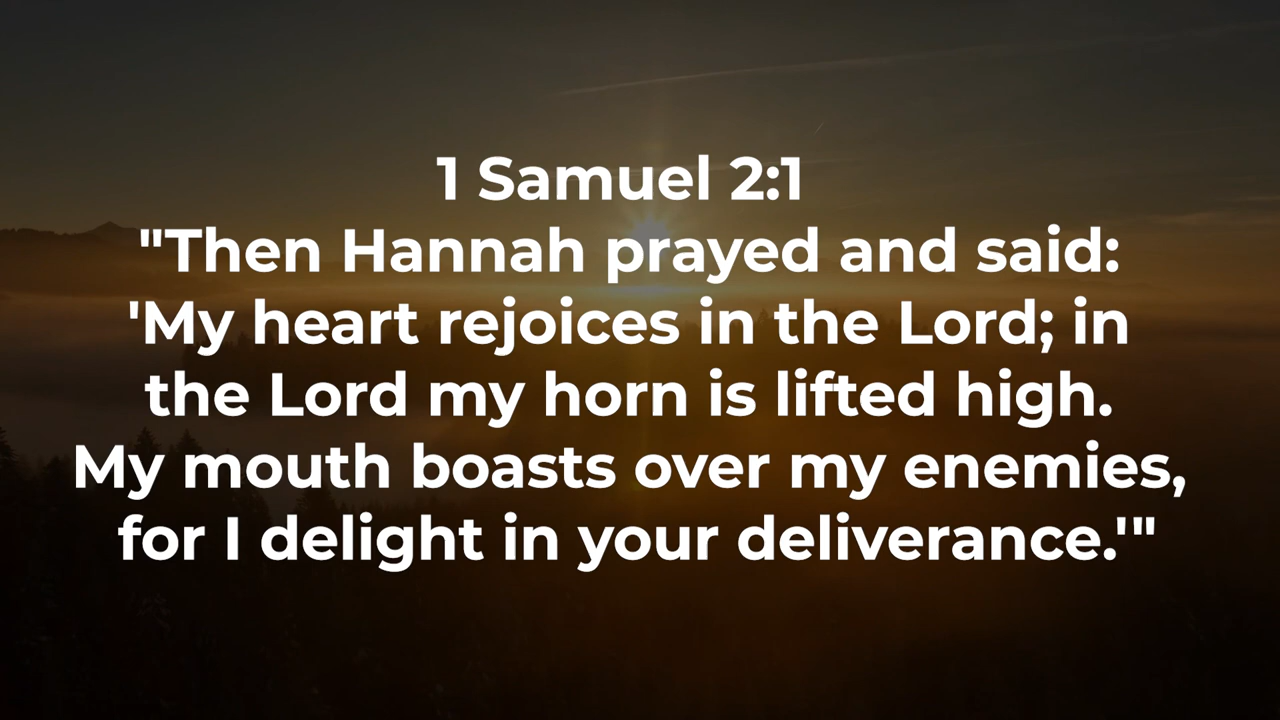 1 Samuel 2:1
"Then Hannah prayed and said:
'My heart rejoices in the Lord; in
the Lord my horn is lifted high.
My mouth boasts over my enemies,
for I delight in your deliverance.'"